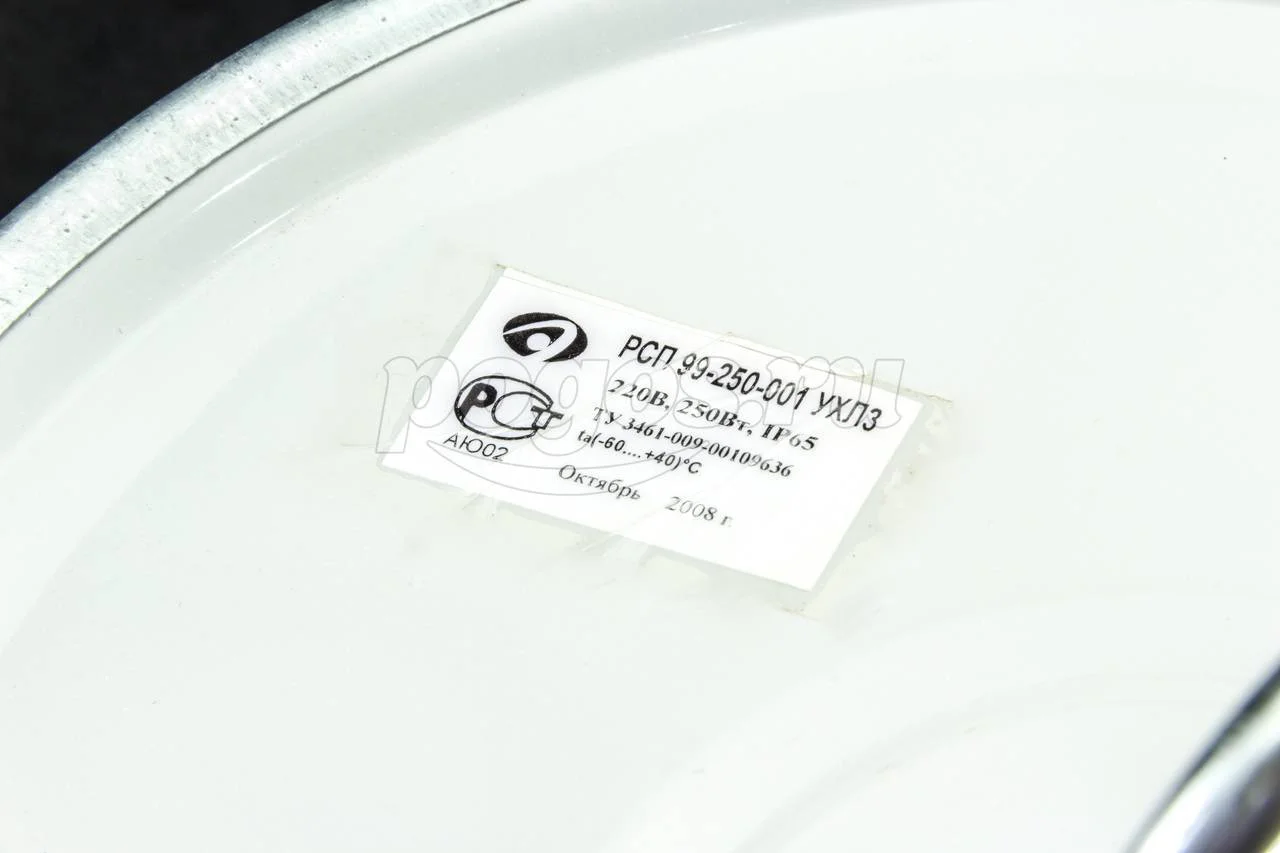 РСП 99-250-001 УХЛ3
220В, 250Вт, IP65
ТУ 3461-009-00109636
ta(-60....+40)°C
Октябрь 2008 г.
РСТ
АЮ02
pogos.ru